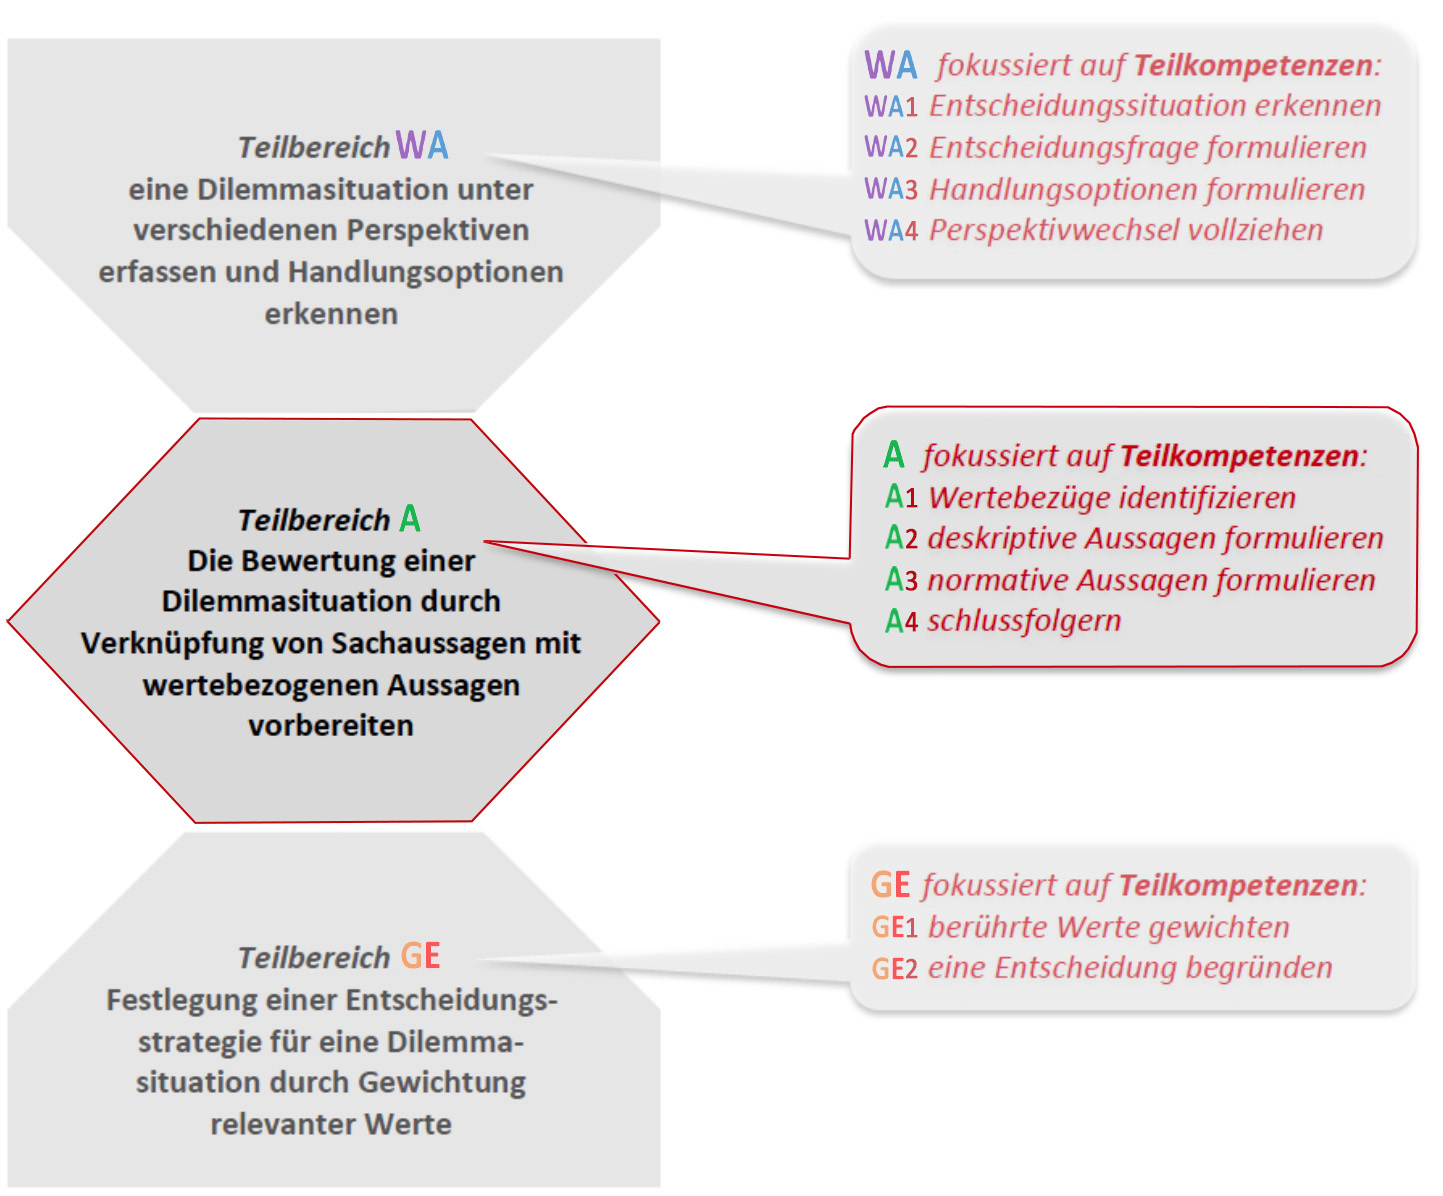 Teilbereich WA
eine Dilemmasituation unter
verschiedenen Perspektiven
erfassen und Handlungsoptionen
erkennen
WA fokussiert auf Teilkompetenzen:
WA1 Entscheidungssituation erkennen
WA2 Entscheidungsfrage formulieren
WA3 Handlungsoptionen formulieren
WA4 Perspektivwechsel vollziehen
Teilbereich A
Die Bewertung einer
Dilemmasituation durch
Verknüpfung von Sachaussagen mit
wertebezogenen Aussagen
vorbereiten
A fokussiert auf Teilkompetenzen:
A1 Wertebezüge identifizieren
A2 deskriptive Aussagen formulieren
A3 normative Aussagen formulieren
A4 schlussfolgern
Teilbereich GE
Festlegung einer Entscheidungs-
strategie für eine Dilemma-
situation durch Gewichtung
relevanter Werte
GE fokussiert auf Teilkompetenzen:
GE1 berührte Werte gewichten
GE2 eine Entscheidung begründen